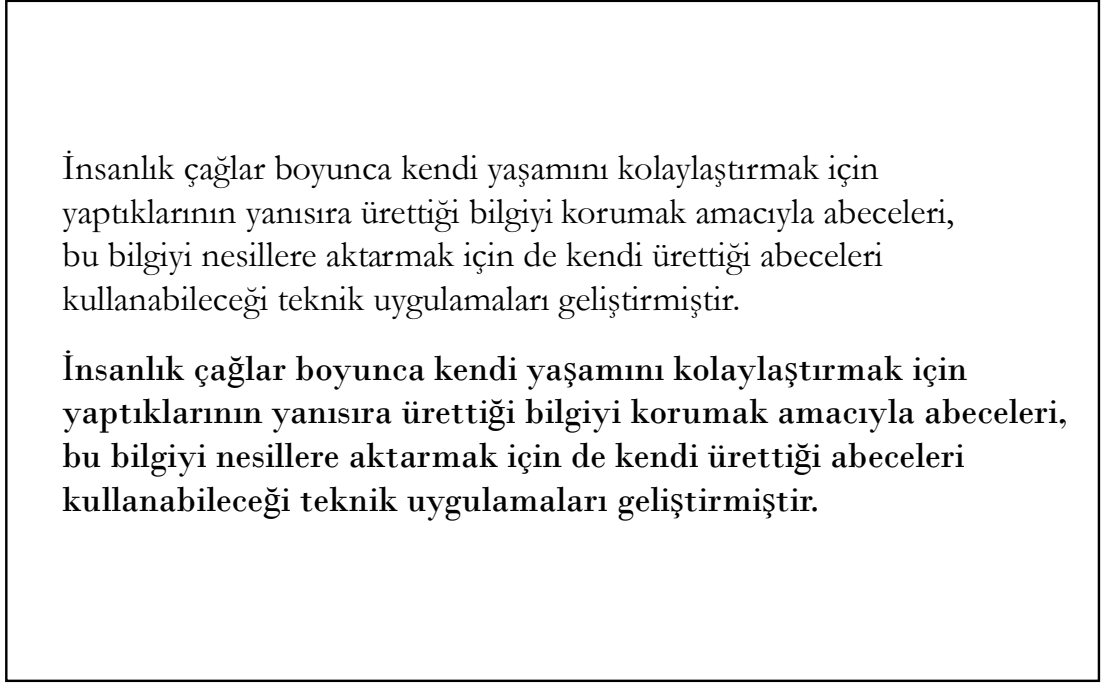 İnsanlık çağlar boyunca kendi yaşamını kolaylaştırmak için
yaptıklarının yanısıra ürettiği bilgiyi korumak amacıyla abeceleri,
bu bilgiyi nesillere aktarmak için de kendi ürettiği abeceleri
kullanabileceği teknik uygulamaları geliştirmiştir.
İnsanlık çağlar boyunca kendi yaşamını kolaylaştırmak için
yaptıklarının yanısıra ürettiği bilgiyi korumak amacıyla abeceleri,
bu bilgiyi nesillere aktarmak için de kendi ürettiği abeceleri
kullanabileceği teknik uygulamaları geliştirmiştir.